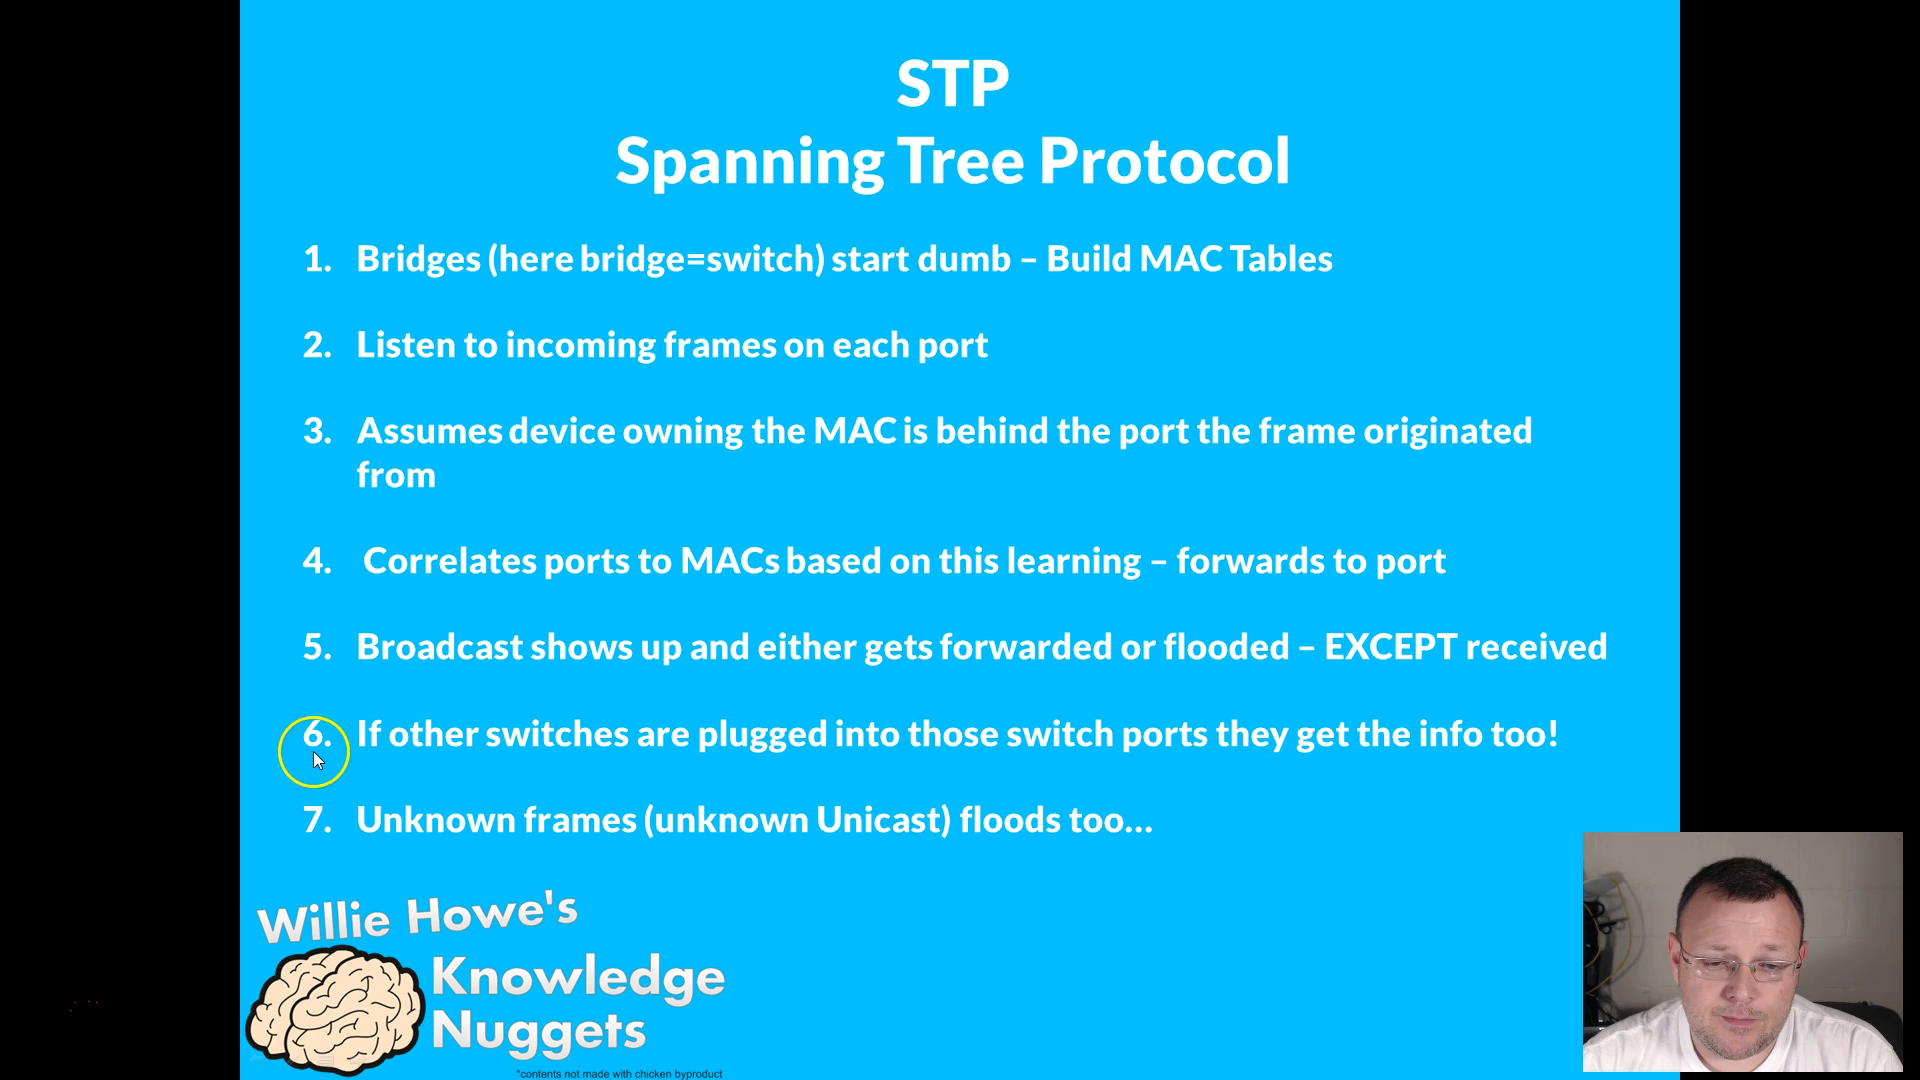 STP
Spanning Tree Protocol
1. Bridges (here bridge=switch) start dumb – Build MAC Tables
2. Listen to incoming frames on each port
3. Assumes device owning the MAC is behind the port the frame originated
from
4. Correlates ports to MACs based on this learning – forwards to port
5. Broadcast shows up and either gets forwarded or flooded – EXCEPT received
6. If other switches are plugged into those switch ports they get the info too!
7. Unknown frames (unknown Unicast) floods too...
Willie Howe's
Knowledge
Nuggets
*contents not made with chicken byproduct